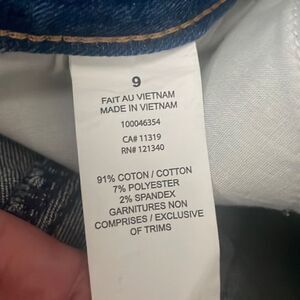 9
FAIT AU VIETNAM
MADE IN VIETNAM
100046354
CA# 11319
RN# 121340
91% COTON / COTTON
7% POLYESTER
2% SPANDEX
GARNITURES NON
COMPRISES / EXCLUSIVE
OF TRIMS